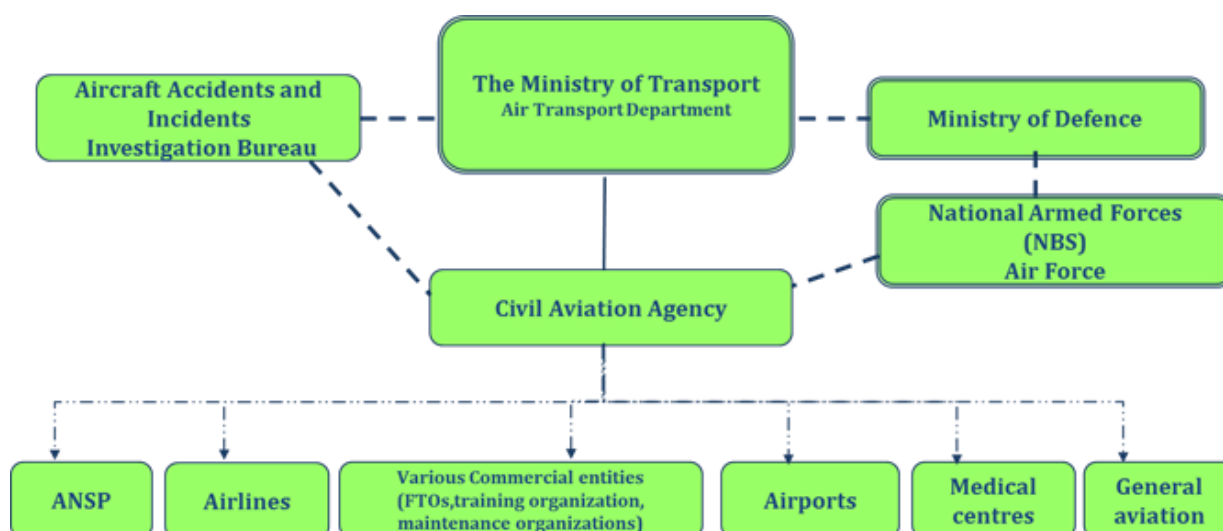 The Ministry of Transport
Air Transport Department
Aircraft Accidents and
Incidents
Investigation Bureau
Ministry of Defence
National Armed Forces
(NBS)
Air Force
Civil Aviation Agency
ANSP
Airlines
Various Commercial entities
(FTOs,training organization,
maintenance organizations)
Airports
Medical
centres
General
aviation